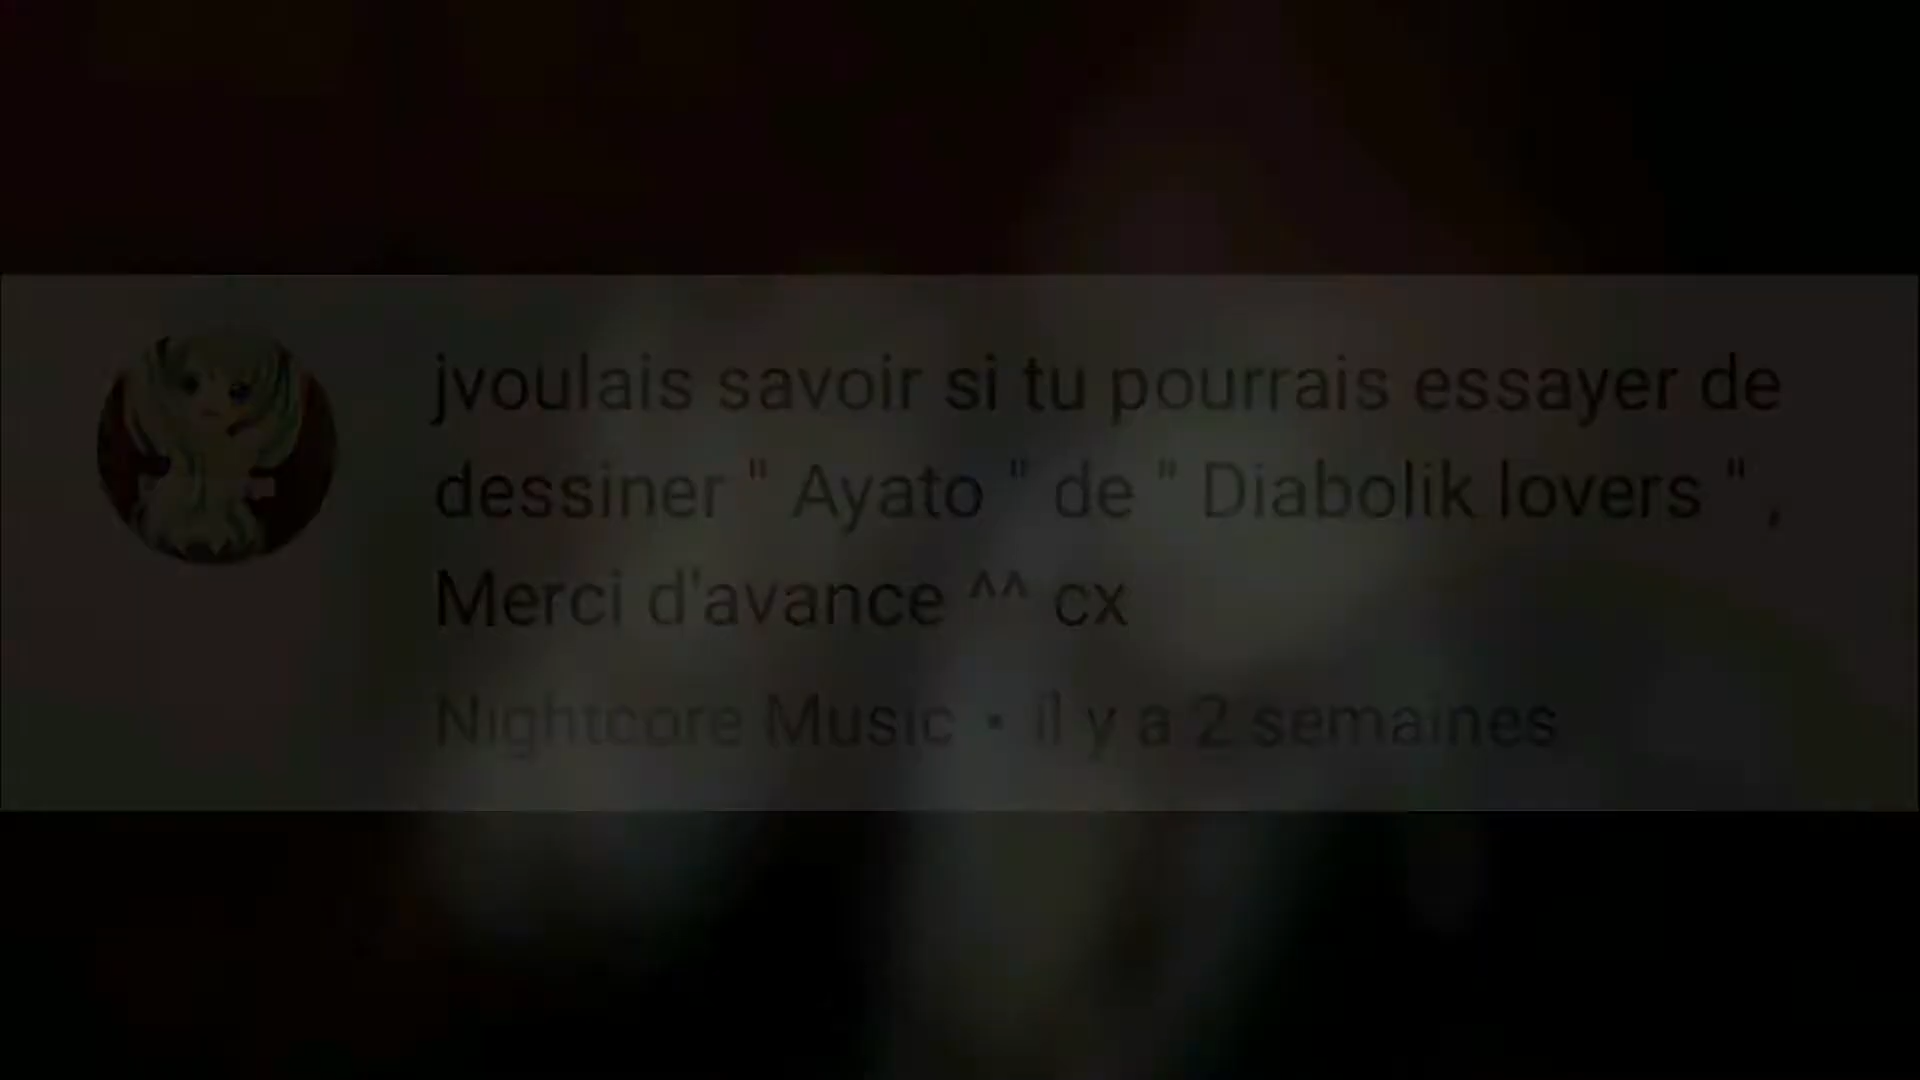 jvoulais savoir si tu pourrais essayer de
dessiner " Ayato " de " Diabolik lovers " ,
Merci d'avance ^^ cx
Nightcore Music • il y a 2 semaines